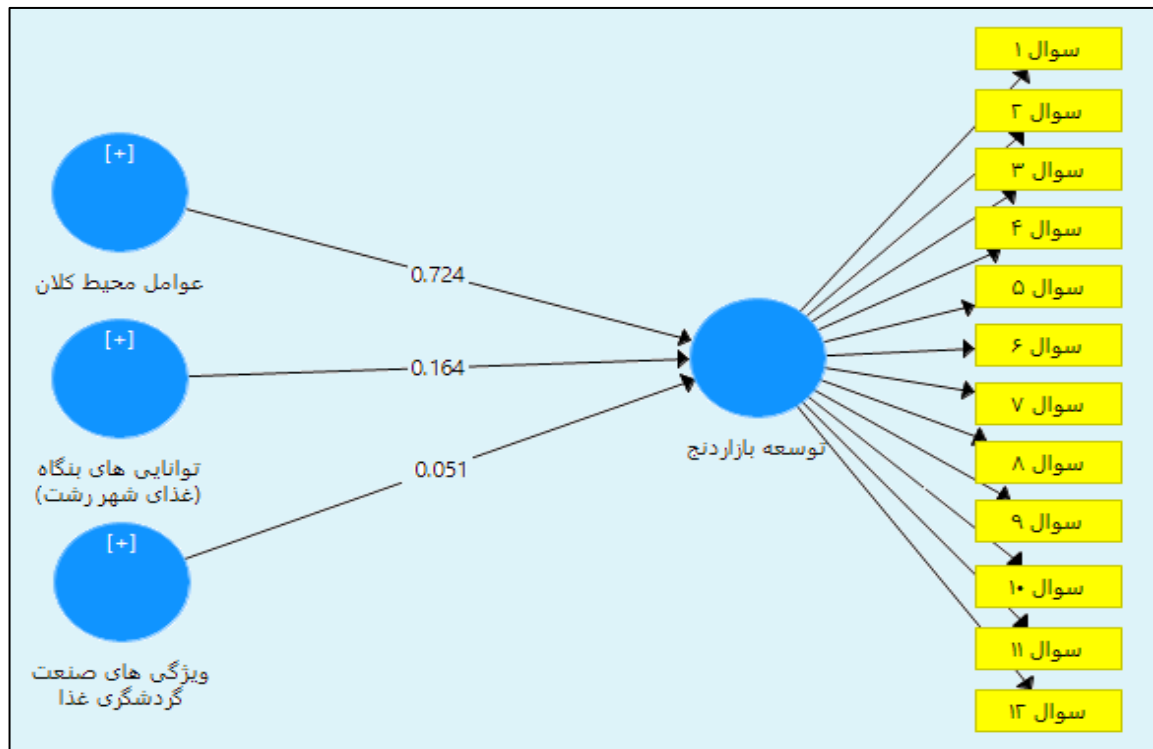 [+]
عوامل محیط کلان
[+]
توانایی های بنگاه
(غذای شهر رشت)
[+]
ویژگی های صنعت
گردشگری غذا
0.724
0.164
0.051
توسعه بازاردنج
سوال ۱
سوال ۲
سوال ۳
سوال ۴
سوال ۵
سوال ۶
سوال ۷
سوال ۸
سوال ۹
سوال ۱۰
سوال ۱۱
سوال ۱۲